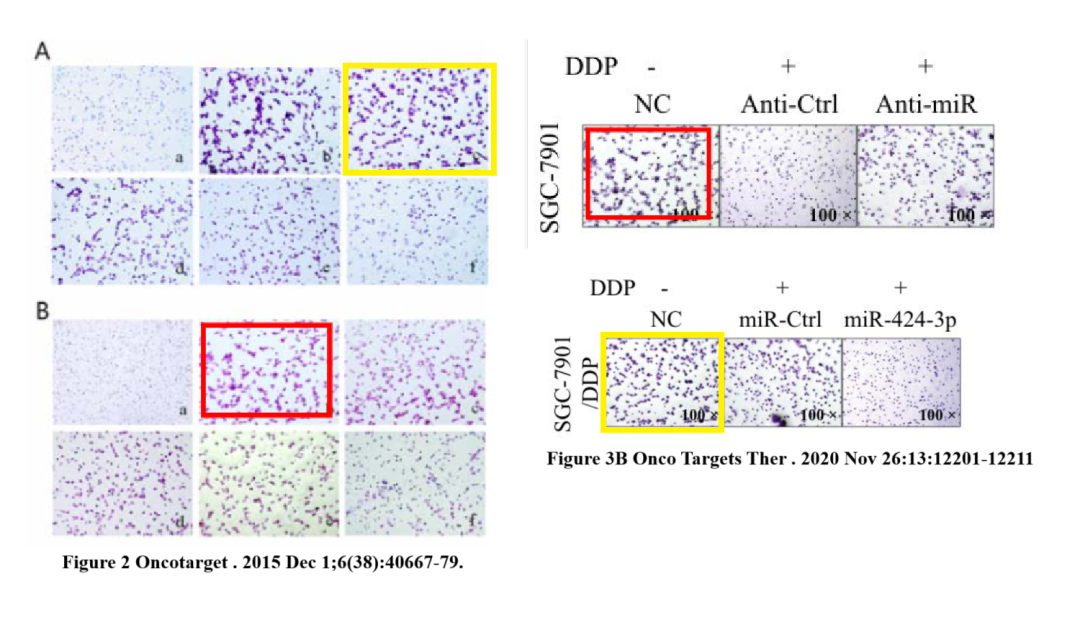 A
a
b
c
d
e
f
B
a
c
d
e
f
Figure 2 Oncotarget . 2015 Dec 1;6(38):40667-79.
DDP - + +
NC Anti-Ctrl Anti-miR
SGC-7901
100 × 100 × 100 ×
DDP - + +
NC miR-Ctrl miR-424-3p
SGC-7901
/DDP
100 × 100 × 100 ×
Figure 3B Onco Targets Ther . 2020 Nov 26:13:12201-12211